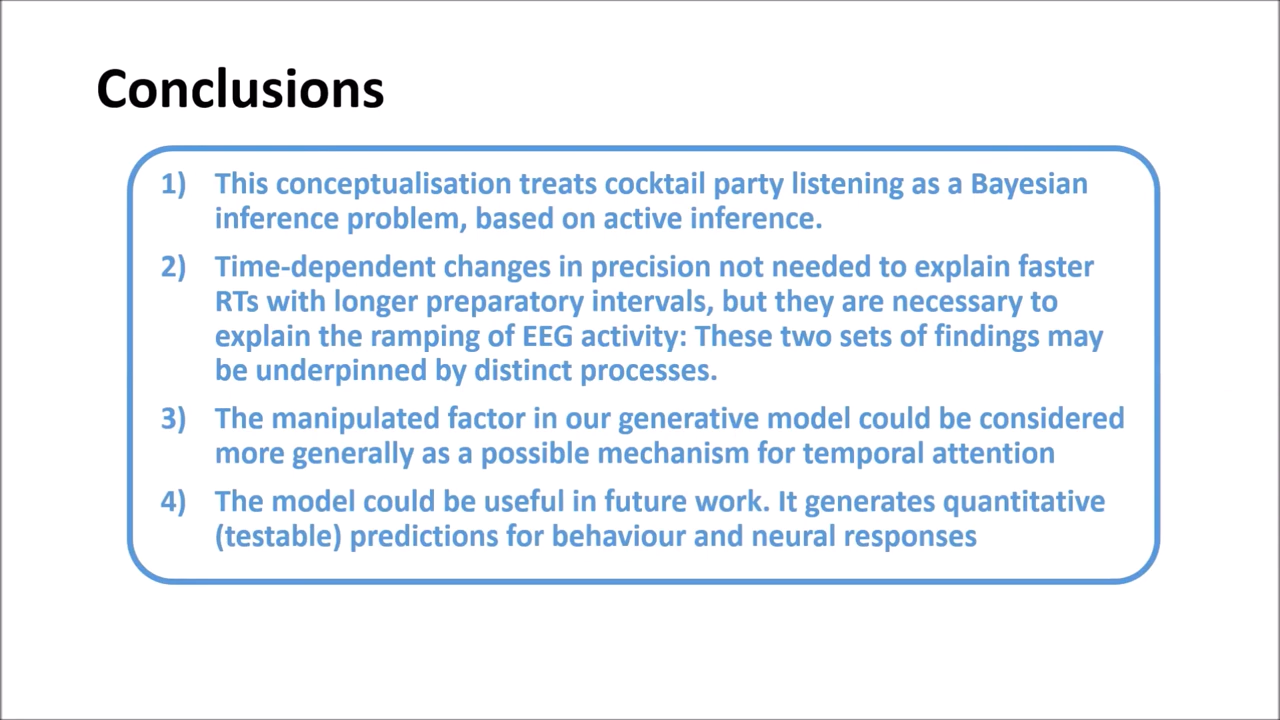 Conclusions
1) This conceptualisation treats cocktail party listening as a Bayesian
inference problem, based on active inference.
2) Time-dependent changes in precision not needed to explain faster
RTs with longer preparatory intervals, but they are necessary to
explain the ramping of EEG activity: These two sets of findings may
be underpinned by distinct processes.
3) The manipulated factor in our generative model could be considered
more generally as a possible mechanism for temporal attention
4) The model could be useful in future work. It generates quantitative
(testable) predictions for behaviour and neural responses